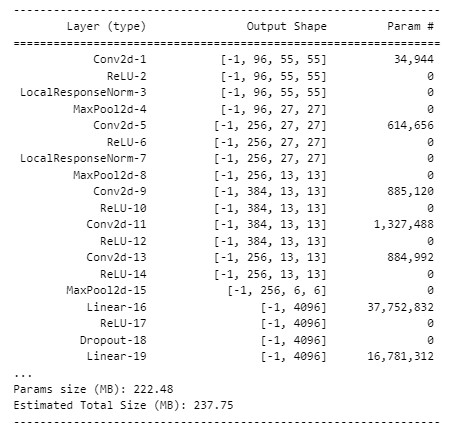 ----------------------------------------------------------------
Layer (type) Output Shape Param #
================================================================
Conv2d-1 [-1, 96, 55, 55] 34,944
ReLU-2 [-1, 96, 55, 55] 0
LocalResponseNorm-3 [-1, 96, 55, 55] 0
MaxPool2d-4 [-1, 96, 27, 27] 0
Conv2d-5 [-1, 256, 27, 27] 614,656
ReLU-6 [-1, 256, 27, 27] 0
LocalResponseNorm-7 [-1, 256, 27, 27] 0
MaxPool2d-8 [-1, 256, 13, 13] 0
Conv2d-9 [-1, 384, 13, 13] 885,120
ReLU-10 [-1, 384, 13, 13] 0
Conv2d-11 [-1, 384, 13, 13] 1,327,488
ReLU-12 [-1, 384, 13, 13] 0
Conv2d-13 [-1, 256, 13, 13] 884,992
ReLU-14 [-1, 256, 13, 13] 0
MaxPool2d-15 [-1, 256, 6, 6] 0
Linear-16 [-1, 4096] 37,752,832
ReLU-17 [-1, 4096] 0
Dropout-18 [-1, 4096] 0
Linear-19 [-1, 4096] 16,781,312
...
Params size (MB): 222.48
Estimated Total Size (MB): 237.75
----------------------------------------------------------------